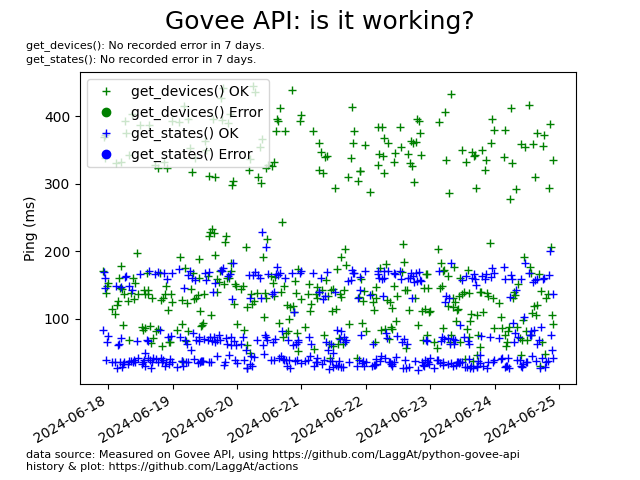 Govee API: is it working?
get_devices(): No recorded error in 7 days.
get_states(): No recorded error in 7 days.
get_devices() OK
get_devices() Error
get_states() OK
get_states() Error
400
300
200
100
Ping (ms)
2024-06-18
2024-06-19
2024-06-20
2024-06-21
2024-06-22
2024-06-23
2024-06-24
2024-06-25
data source: Measured on Govee API, using https://github.com/LaggAt/python-govee-api
history & plot: https://github.com/LaggAt/actions